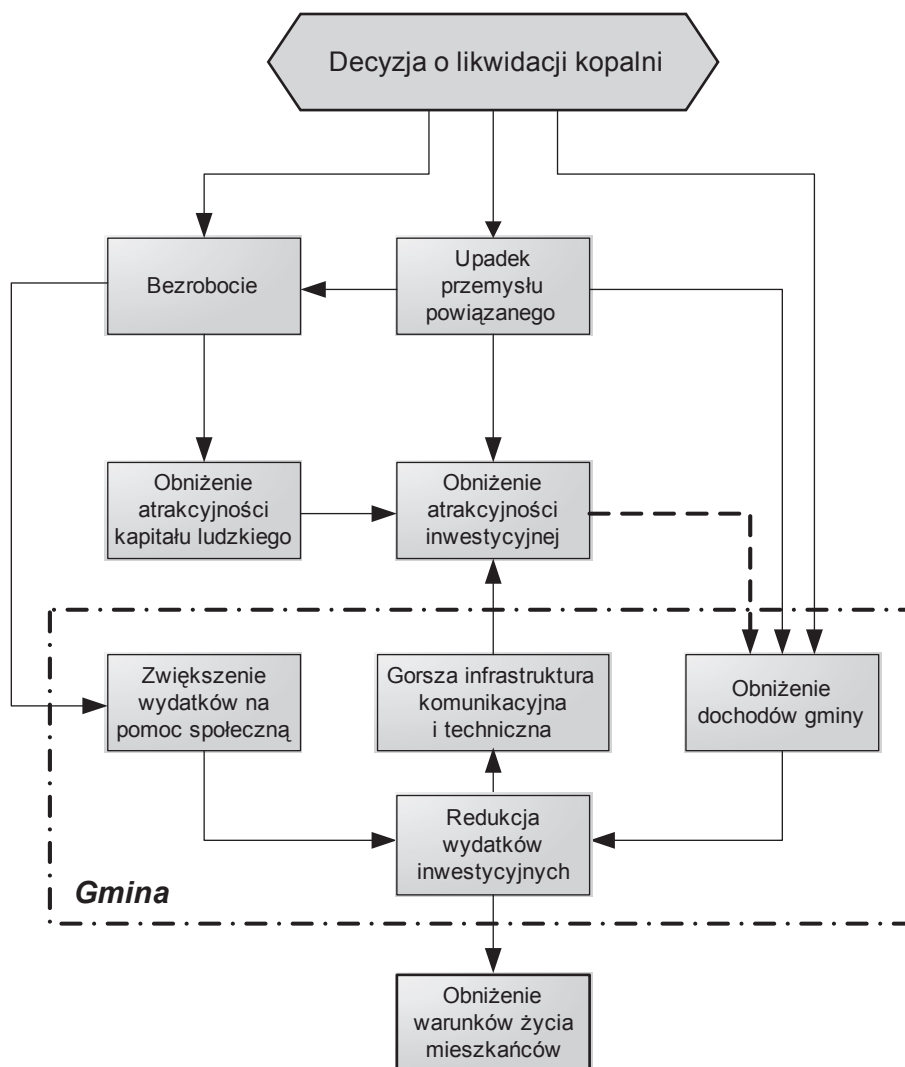 Decyzja o likwidacji kopalni
Bezrobocie
Upadek
przemysłu
powiązanego
Obniżenie
atrakcyjności
kapitału ludzkiego
Obniżenie
atrakcyjności
inwestycyjnej
Zwiększenie
wydatków na
pomoc społeczną
Gorsza infrastruktura
komunikacyjna
i techniczna
Obniżenie
dochodów gminy
Redukcja
wydatków
inwestycyjnych
Gmina
Obniżenie
warunków życia
mieszkańców